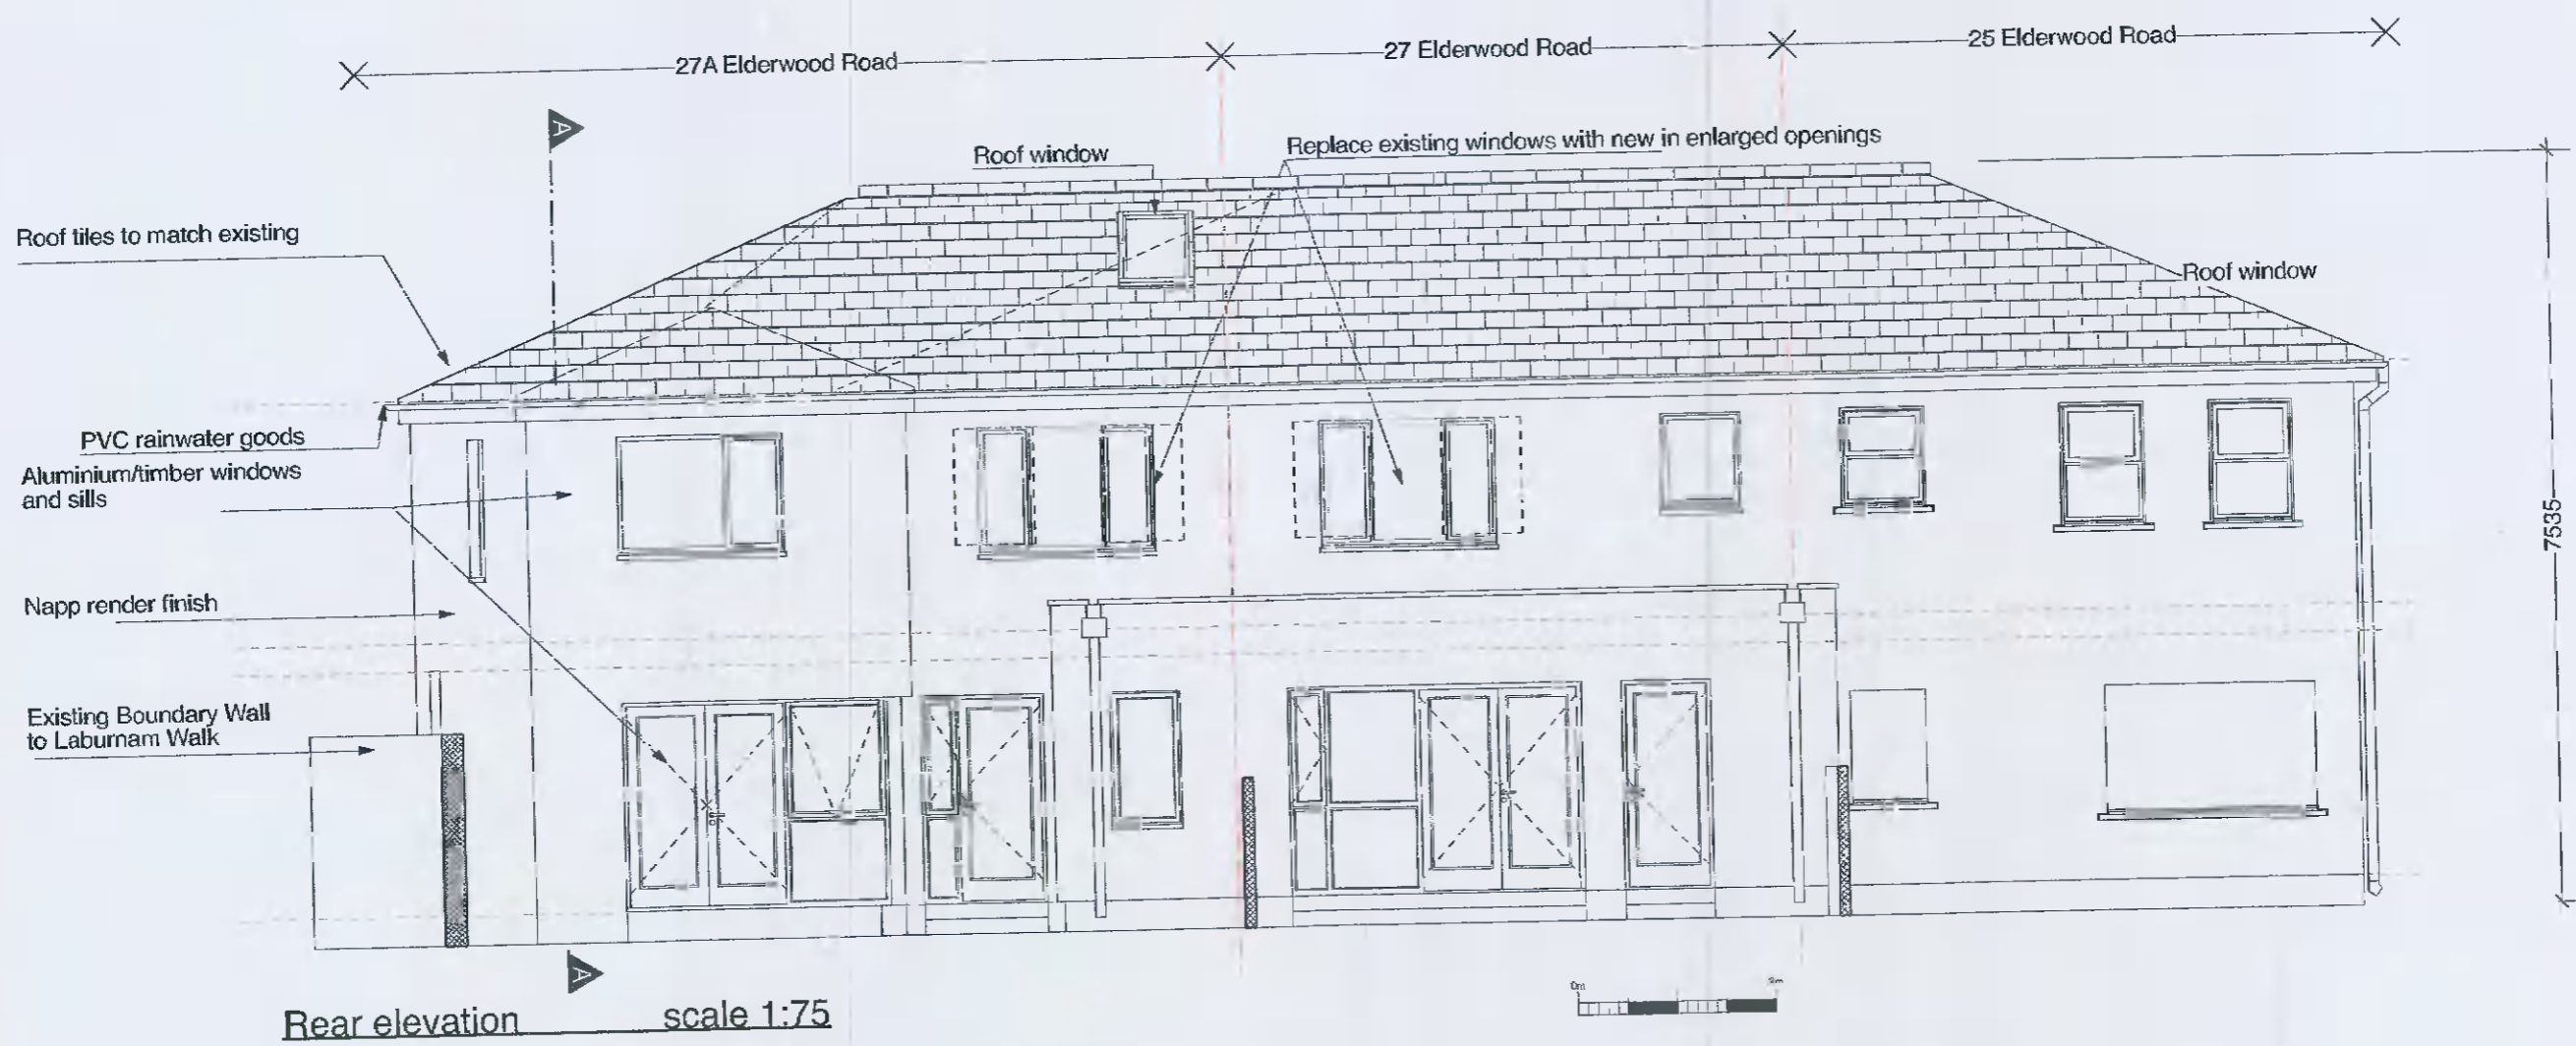 27A Elderwood Road
27 Elderwood Road
25 Elderwood Road
A
Roof window
Replace existing windows with new in enlarged openings
Roof tiles to match existing
Roof window
PVC rainwater goods
Aluminium/timber windows
and sills
7535
Napp render finish
Existing Boundary Wall
to Laburnam Walk
A
0m
Rear elevation scale 1:75